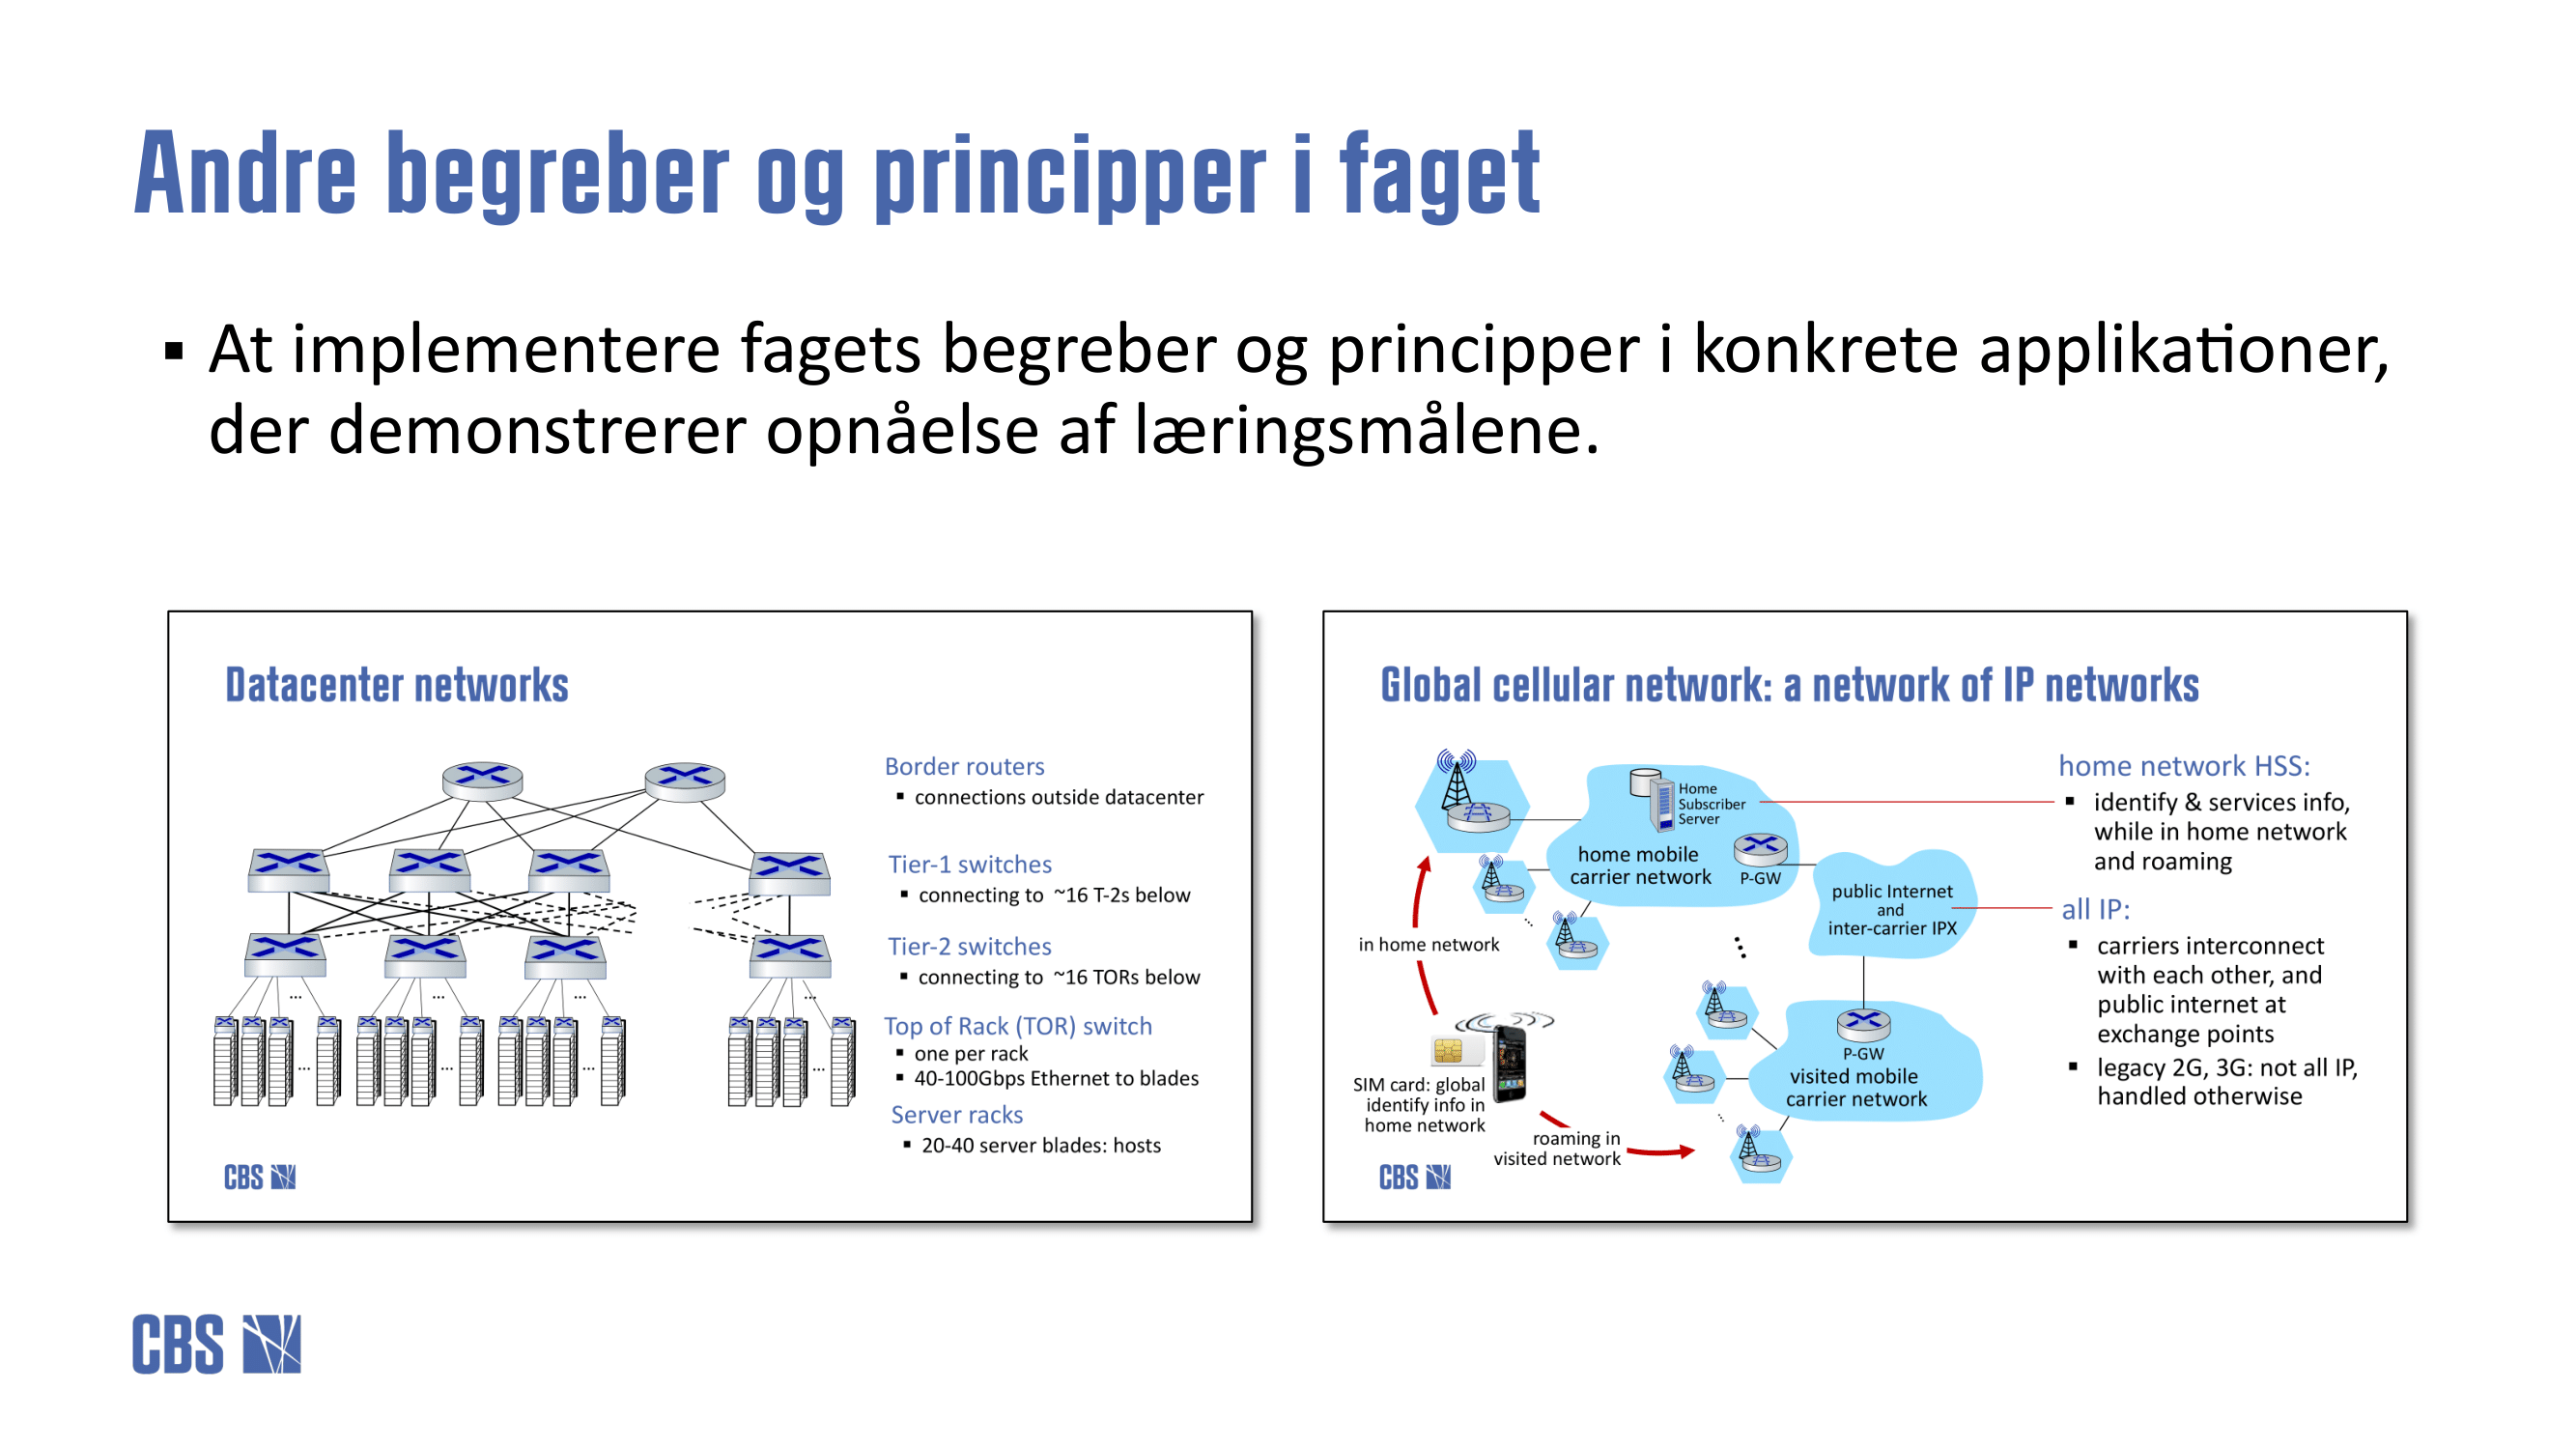 Andre begreber og principper i faget
▪ At implementere fagets begreber og principper i konkrete applikationer,
der demonstrerer opnåelse af læringsmålene.
Datacenter networks
Border routers
▪ connections outside datacenter
Tier-1 switches
▪ connecting to ~16 T-2s below
Tier-2 switches
▪ connecting to ~16 TORs below
Top of Rack (TOR) switch
▪ one per rack
▪ 40-100Gbps Ethernet to blades
Server racks
▪ 20-40 server blades: hosts
...
...
...
...
...
...
...
...
CBS
Global cellular network: a network of IP networks
Home
Subscriber
Server
home mobile
carrier network
P-GW
public Internet
and
inter-carrier IPX
in home network
SIM card: global
identify info in
home network
roaming in
visited network
P-GW
visited mobile
carrier network
home network HSS:
▪ identify & services info,
while in home network
and roaming
all IP:
▪ carriers interconnect
with each other, and
public internet at
exchange points
▪ legacy 2G, 3G: not all IP,
handled otherwise
CBS
CBS